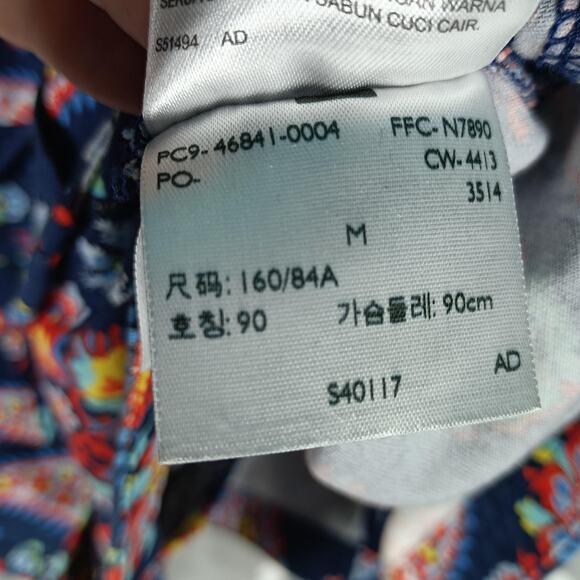 WARNA
SABUN CUCI CAIR.
S51494 AD
PC9-46841-0004 FFC-N7890
PO- CW-4413
3514
M
尺码: 160/84A
호칭: 90 가슴둘레: 90cm
S40117 AD